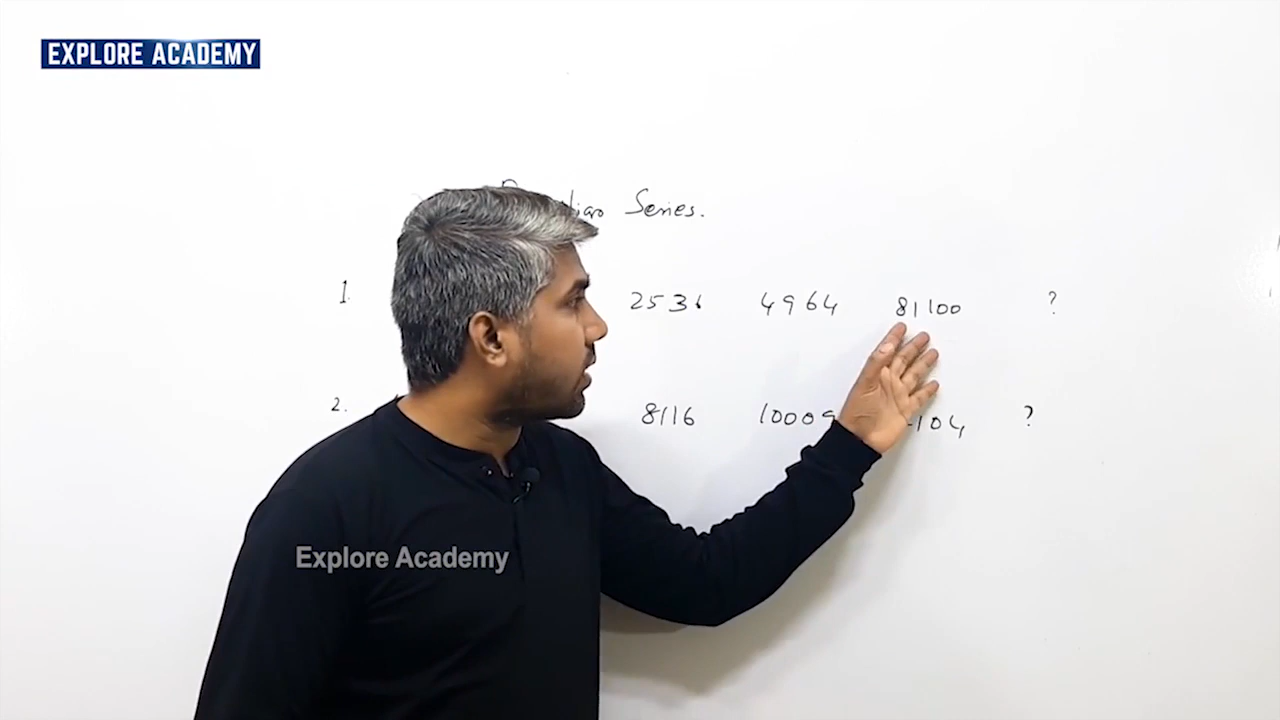 EXPLORE ACADEMY
Series.
1. 2536 4964 81100 ?
2. 8116 10009 104 ?
Explore Academy